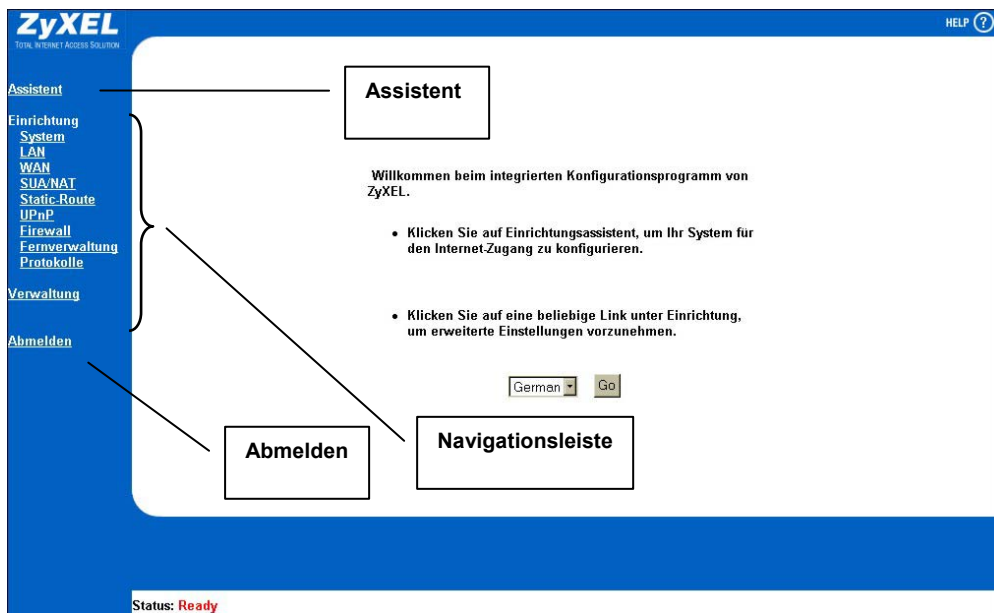 ZyXEL
TOTAL INTERNET ACCESS SOLUTION
HELP ?
Assistent
Einrichtung
System
LAN
WAN
SUA/NAT
Static-Route
UPnP
Firewall
Fernverwaltung
Protokolle
Verwaltung
Abmelden
Assistent
Willkommen beim integrierten Konfigurationsprogramm von
ZyXEL.
• Klicken Sie auf Einrichtungsassistent, um Ihr System für
den Internet-Zugang zu konfigurieren.
• Klicken Sie auf eine beliebige Link unter Einrichtung,
um erweiterte Einstellungen vorzunehmen.
German
Go
Abmelden
Navigationsleiste
Status: Ready